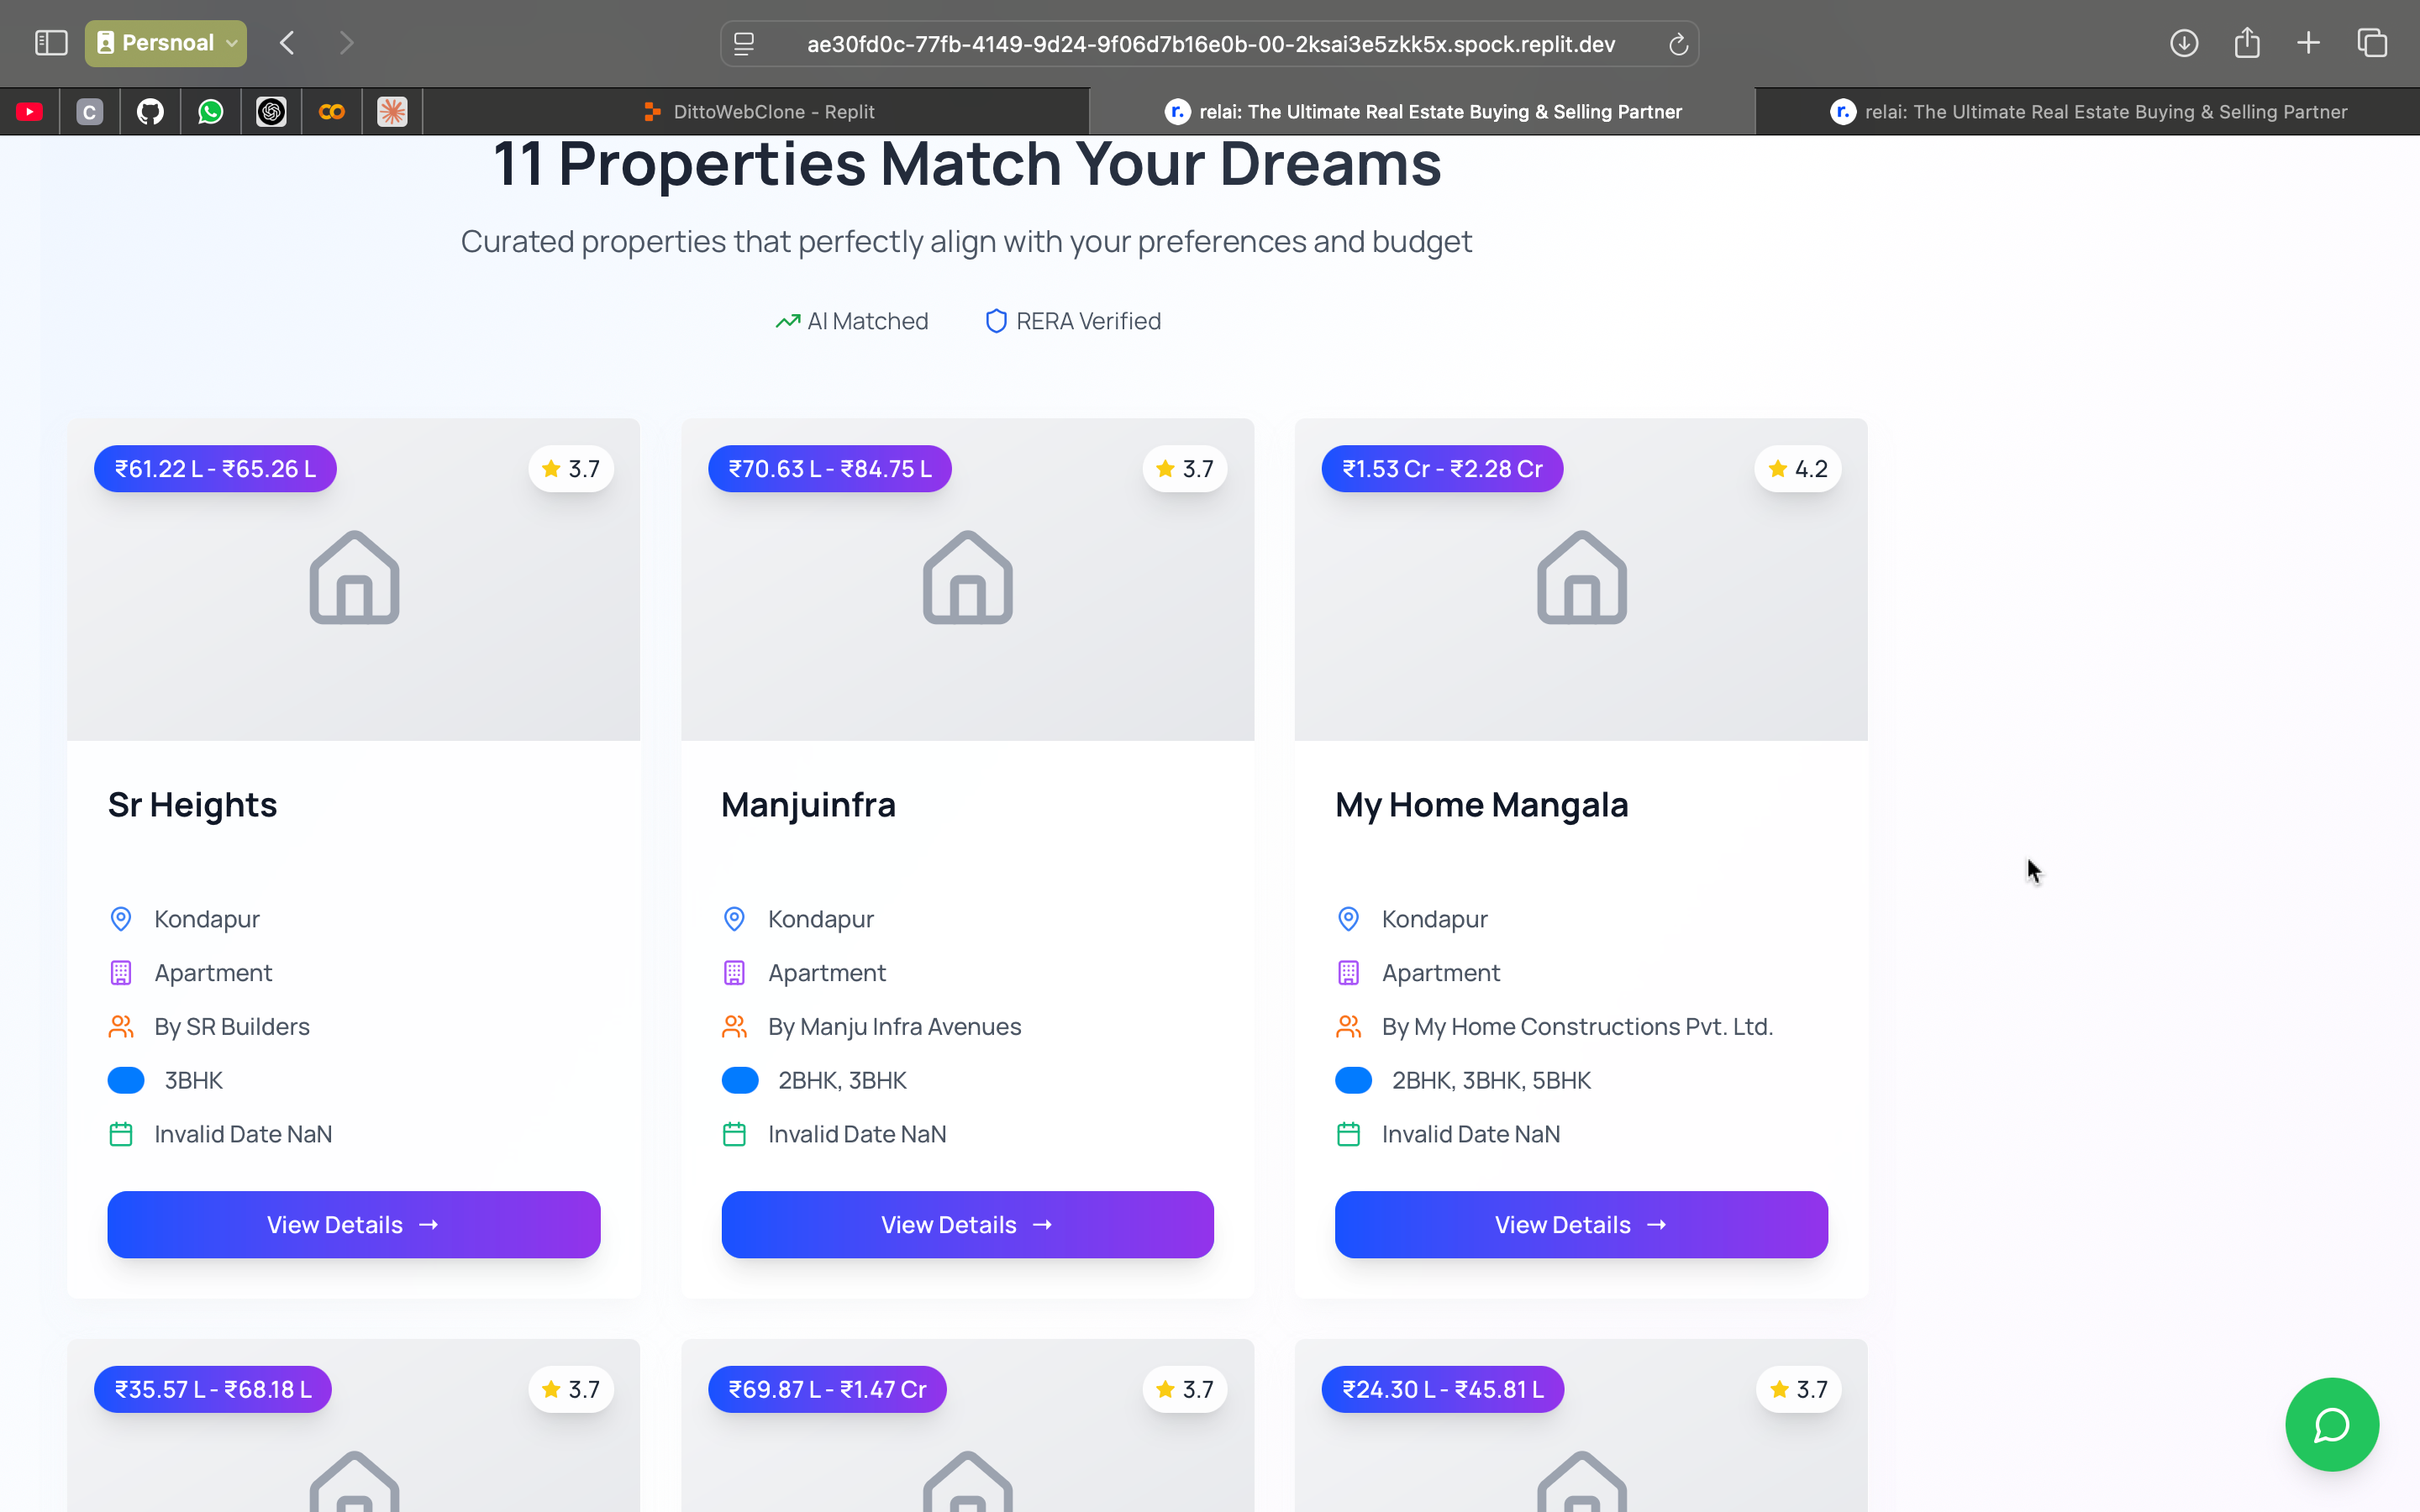 Persnoal
ae30fd0c-77fb-4149-9d24-9f06d7b16e0b-00-2ksai3e5zkk5x.spock.replit.dev
C
DittoWebClone - Replit
r. relai: The Ultimate Real Estate Buying & Selling Partner
r. relai: The Ultimate Real Estate Buying & Selling Partner
11 Properties Match Your Dreams
Curated properties that perfectly align with your preferences and budget
AI Matched
RERA Verified
₹61.22 L - ₹65.26 L
3.7
Sr Heights
Kondapur
Apartment
By SR Builders
3BHK
Invalid Date NaN
View Details →
₹70.63 L - ₹84.75 L
3.7
Manjuinfra
Kondapur
Apartment
By Manju Infra Avenues
2BHK, 3BHK
Invalid Date NaN
View Details →
₹1.53 Cr - ₹2.28 Cr
4.2
My Home Mangala
Kondapur
Apartment
By My Home Constructions Pvt. Ltd.
2BHK, 3BHK, 5BHK
Invalid Date NaN
View Details →
₹35.57 L - ₹68.18 L
3.7
₹69.87 L - ₹1.47 Cr
3.7
₹24.30 L - ₹45.81 L
3.7